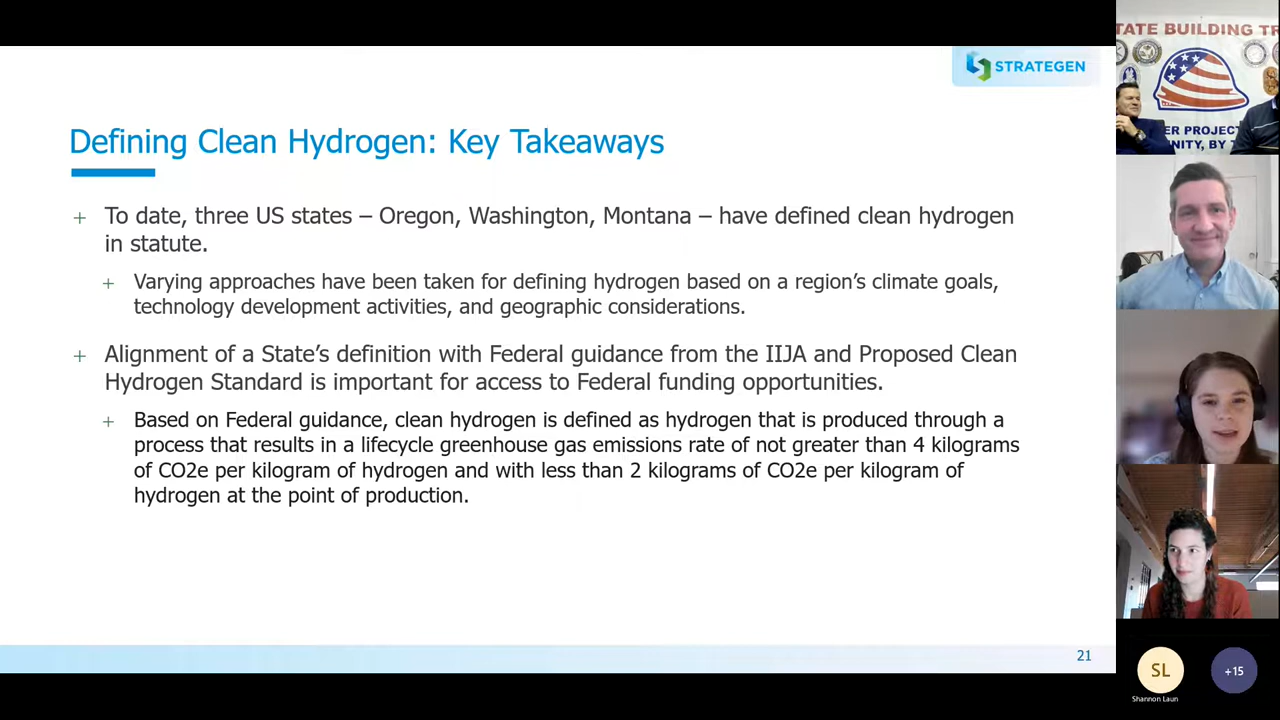 STRATEGEN
Defining Clean Hydrogen: Key Takeaways
+ To date, three US states – Oregon, Washington, Montana – have defined clean hydrogen
in statute.
+ Varying approaches have been taken for defining hydrogen based on a region’s climate goals,
technology development activities, and geographic considerations.
+ Alignment of a State’s definition with Federal guidance from the IIJA and Proposed Clean
Hydrogen Standard is important for access to Federal funding opportunities.
+ Based on Federal guidance, clean hydrogen is defined as hydrogen that is produced through a
process that results in a lifecycle greenhouse gas emissions rate of not greater than 4 kilograms
of CO2e per kilogram of hydrogen and with less than 2 kilograms of CO2e per kilogram of
hydrogen at the point of production.
21
TATE BUILDING TR
ER PROJECT
NITY, BY T
SL
+15
Shannon Laun